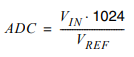 ADC = V_IN · 1024 / V_REF